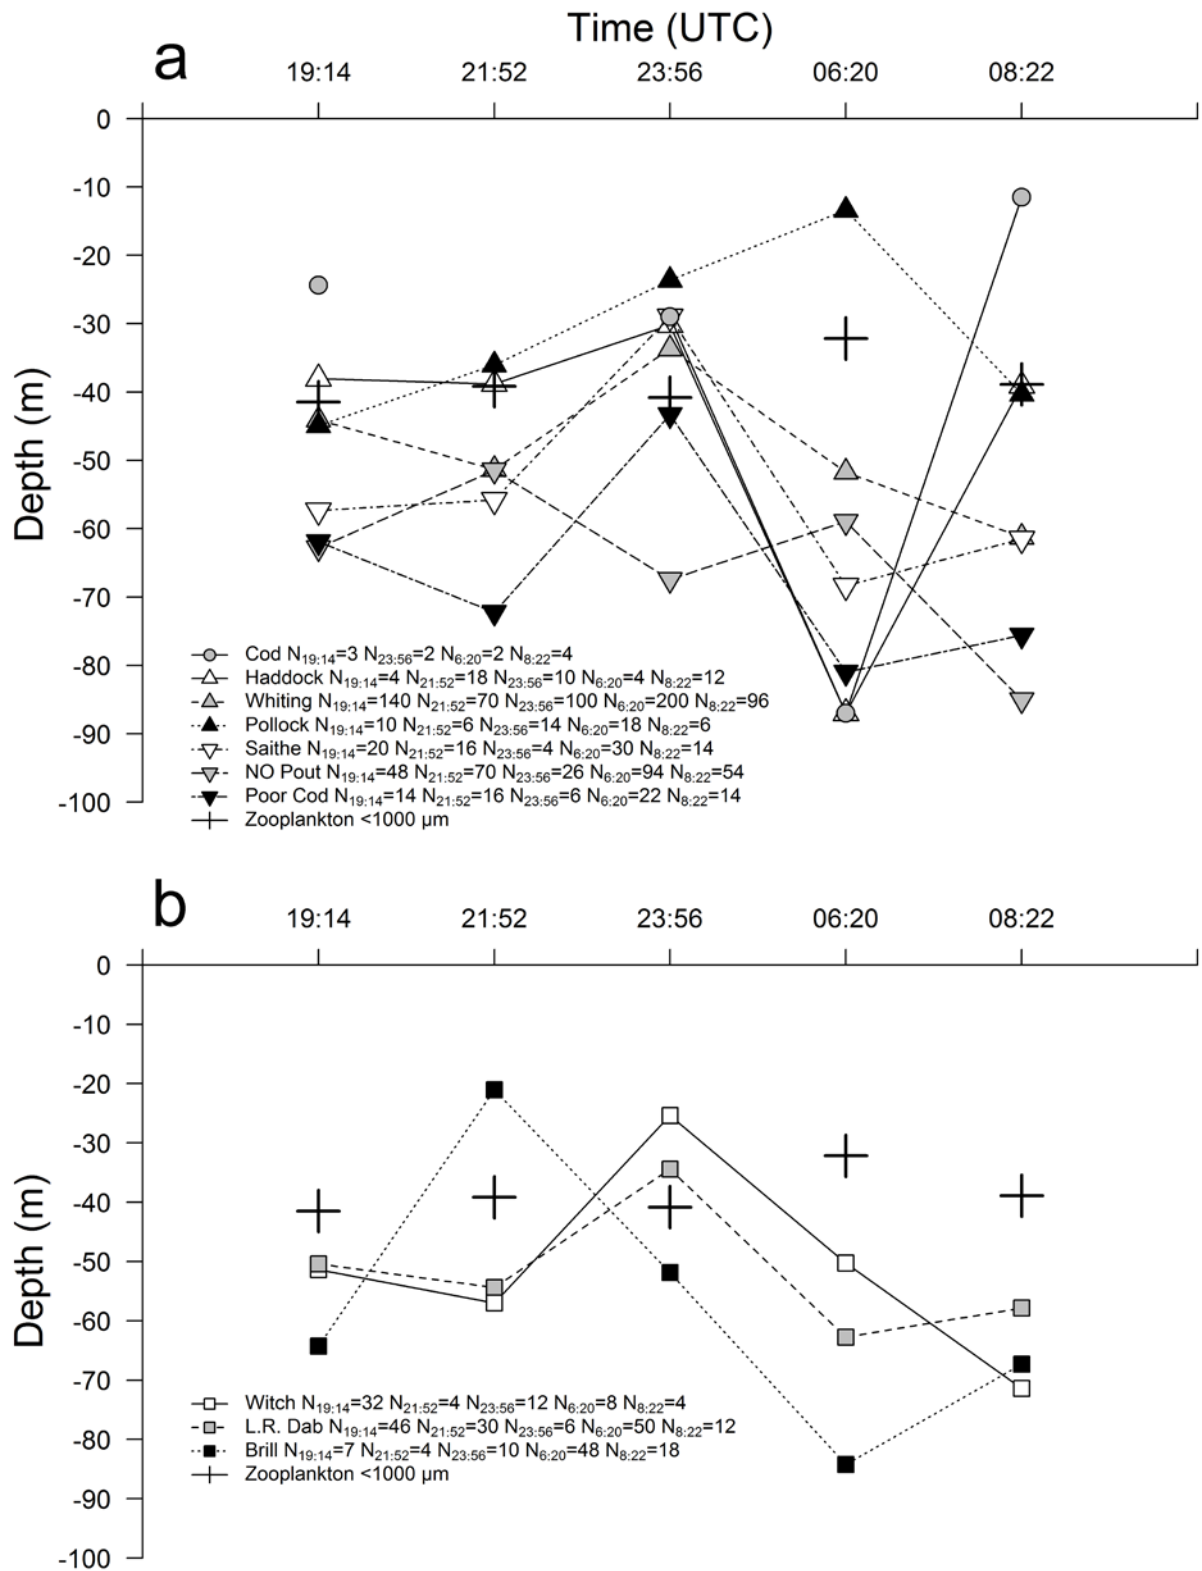 Time (UTC)
a
19:14 21:52 23:56 06:20 08:22
0
-10
-20
-30
-40
-50
-60
-70
-80
-90
-100
Depth (m)
Cod N19:14=3 N23:56=2 N6:20=2 N8:22=4
Haddock N19:14=4 N21:52=18 N23:56=10 N6:20=4 N8:22=12
Whiting N19:14=140 N21:52=70 N23:56=100 N6:20=200 N8:22=96
Pollock N19:14=10 N21:52=6 N23:56=14 N6:20=18 N8:22=6
Saithe N19:14=20 N21:52=16 N23:56=4 N6:20=30 N8:22=14
NO Pout N19:14=48 N21:52=70 N23:56=26 N6:20=94 N8:22=54
Poor Cod N19:14=14 N21:52=16 N23:56=6 N6:20=22 N8:22=14
Zooplankton <1000 µm
b
19:14 21:52 23:56 06:20 08:22
0
-10
-20
-30
-40
-50
-60
-70
-80
-90
-100
Depth (m)
Witch N19:14=32 N21:52=4 N23:56=12 N6:20=8 N8:22=4
L.R. Dab N19:14=46 N21:52=30 N23:56=6 N6:20=50 N8:22=12
Brill N19:14=7 N21:52=4 N23:56=10 N6:20=48 N8:22=18
Zooplankton <1000 µm